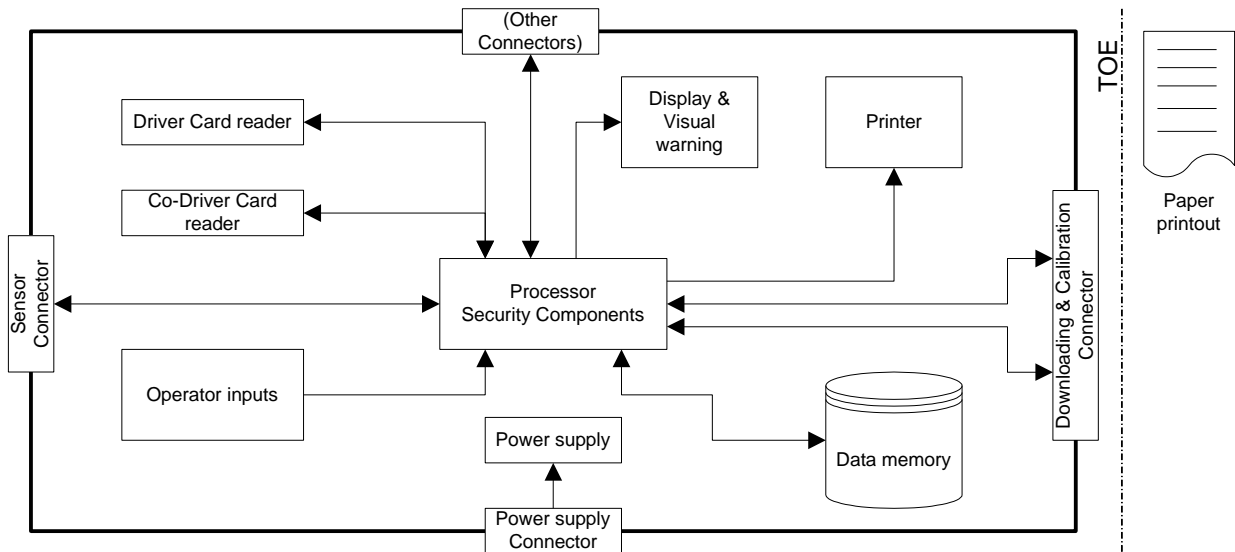 (Other
Connectors)
TOE
Driver Card reader
Display &
Visual
warning
Printer
Co-Driver Card
reader
Paper
printout
Sensor
Connector
Processor
Security Components
Downloading & Calibration
Connector
Operator inputs
Power supply
Data memory
Power supply
Connector